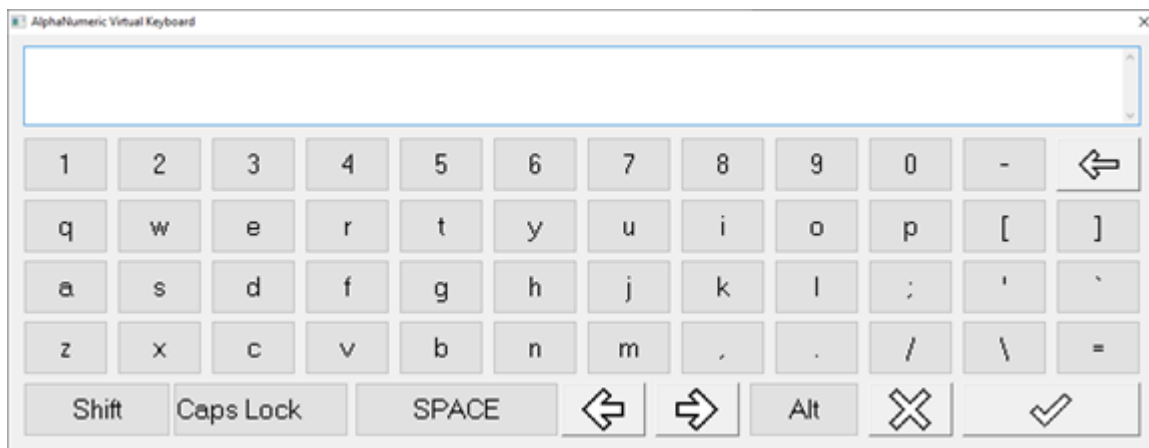 AlphaNumeric Virtual Keyboard
1 2 3 4 5 6 7 8 9 0 -
q w e r t y u i o p [ ]
a s d f g h j k l ; ' `
z x c v b n m , . / \ =
Shift Caps Lock SPACE Alt